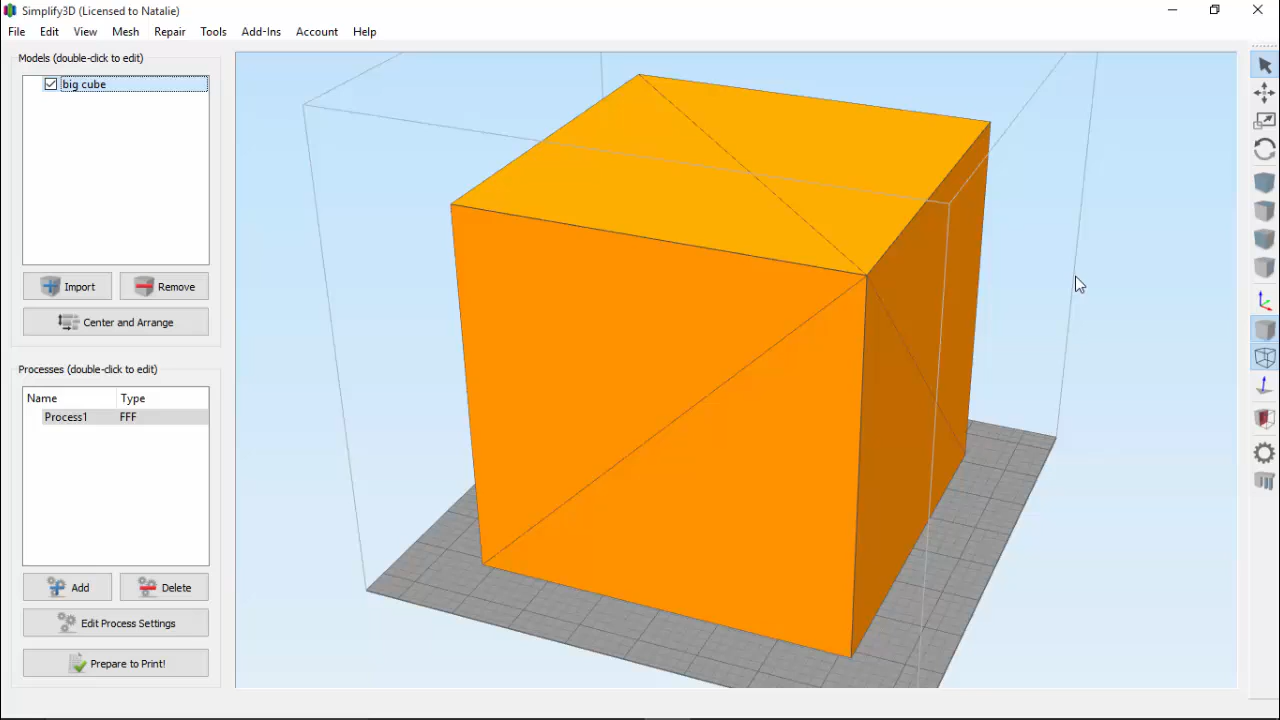 Simplify3D (Licensed to Natalie)
File Edit View Mesh Repair Tools Add-Ins Account Help
Models (double-click to edit)
big cube
Import Remove
Center and Arrange
Processes (double-click to edit)
Name Type
Process1 FFF
Add Delete
Edit Process Settings
Prepare to Print!